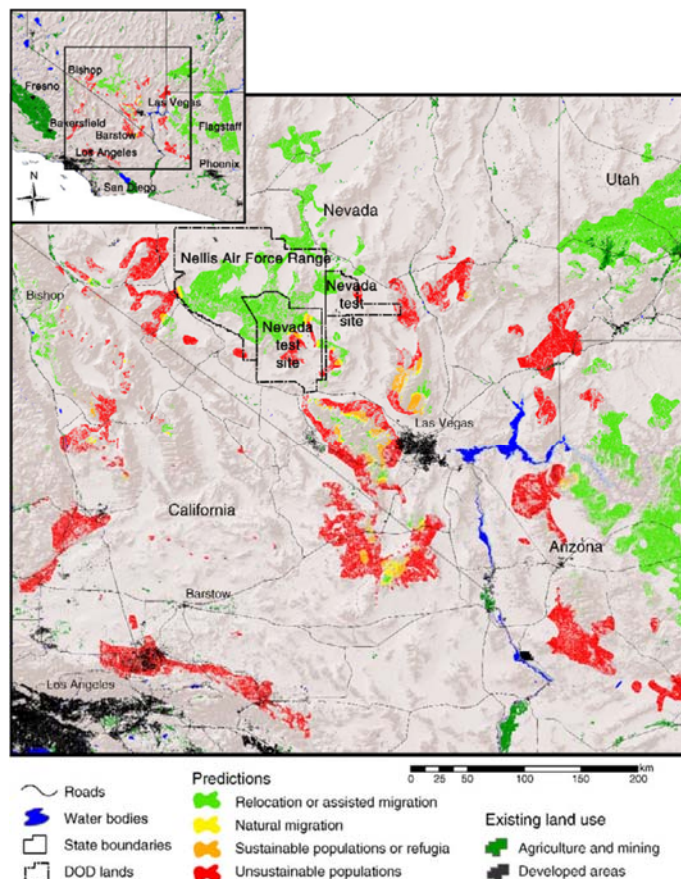 Bishop
Fresno
Las Vegas
Bakersfield
Barstow
Flagstaff
Los Angeles
Phoenix
N
San Diego
Utah
Nevada
Nellis Air Force Range
Nevada
test
site
Bishop
Nevada
test
site
Las Vegas
California
Arizona
Barstow
Los Angeles
km
0 25 50 100 150 200
Predictions
Roads
Water bodies
State boundaries
DOD lands
Relocation or assisted migration
Natural migration
Sustainable populations or refugia
Unsustainable populations
Existing land use
Agriculture and mining
Developed areas